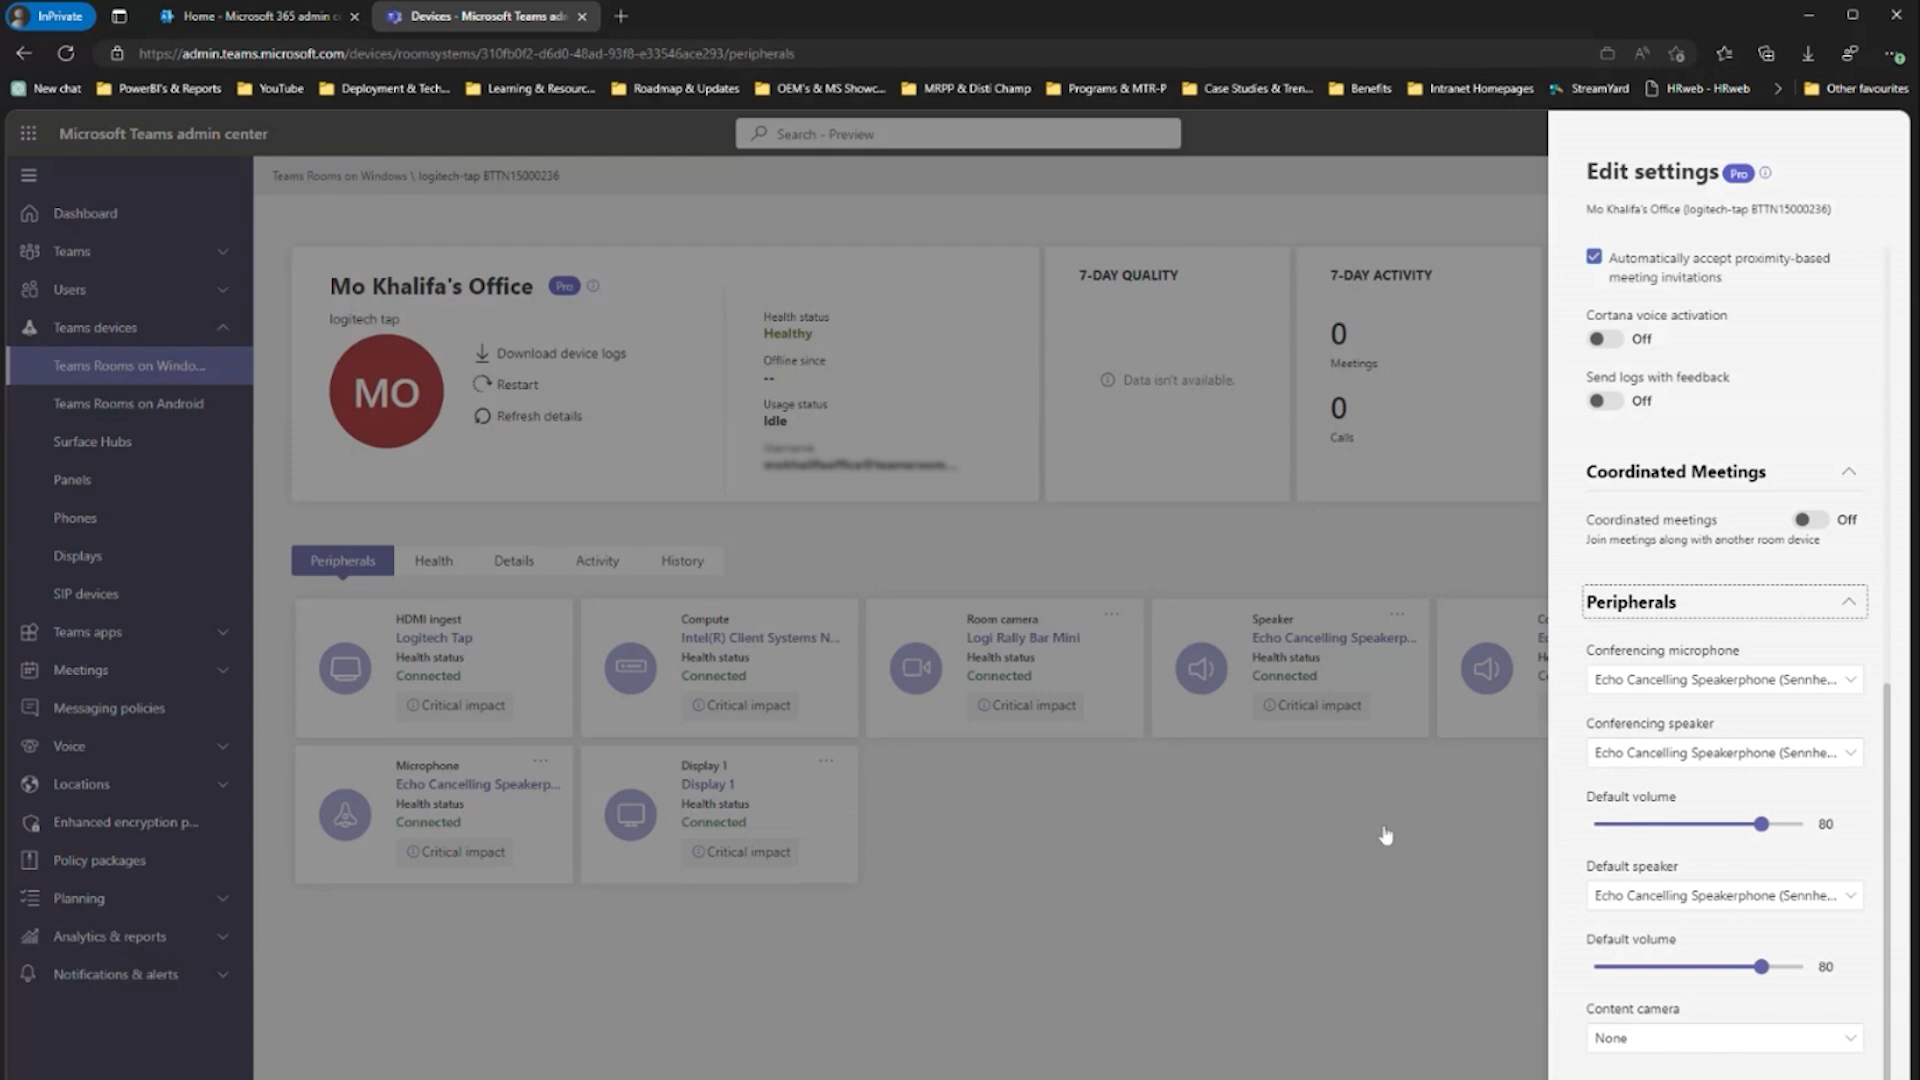 InPrivate
Home - Microsoft 365 admin c
Devices - Microsoft Teams adm
https://admin.teams.microsoft.com/devices/roomsystems/310fb0f2-d6d0-48ad-93f8-e33546ace293/peripherals
New chat
PowerBI's & Reports
YouTube
Deployment & Tech...
Learning & Resourc...
Roadmap & Updates
OEM's & MS Showc...
MRPP & Disti Champ
Programs & MTR-P
Case Studies & Tren...
Benefits
Intranet Homepages
StreamYard
HRweb - HRweb
Other favourites
Microsoft Teams admin center
Search - Preview
Dashboard
Teams
Users
Teams devices
Teams Rooms on Windo...
Teams Rooms on Android
Surface Hubs
Panels
Phones
Displays
SIP devices
Teams apps
Meetings
Messaging policies
Voice
Locations
Enhanced encryption p...
Policy packages
Planning
Analytics & reports
Notifications & alerts
Teams Rooms on Windows \ logitech-tap BTTN15000236
Mo Khalifa's Office Pro
logitech tap
MO
Download device logs
Restart
Refresh details
Health status
Healthy
Offline since
--
Usage status
Idle
7-DAY QUALITY
Data isn't available.
7-DAY ACTIVITY
0
Meetings
0
Calls
Peripherals
Health
Details
Activity
History
HDMI ingest
Logitech Tap
Health status
Connected
Critical impact
Compute
Intel(R) Client Systems N...
Health status
Connected
Critical impact
Room camera
Logi Rally Bar Mini
Health status
Connected
Critical impact
Speaker
Echo Cancelling Speakerp...
Health status
Connected
Critical impact
Microphone
Echo Cancelling Speakerp...
Health status
Connected
Critical impact
Display 1
Display 1
Health status
Connected
Critical impact
Edit settings Pro
Mo Khalifa's Office (logitech-tap BTTN15000236)
Automatically accept proximity-based
meeting invitations
Cortana voice activation
Off
Send logs with feedback
Off
Coordinated Meetings
Coordinated meetings
Off
Join meetings along with another room device
Peripherals
Conferencing microphone
Echo Cancelling Speakerphone (Sennhe...
Conferencing speaker
Echo Cancelling Speakerphone (Sennhe...
Default volume
80
Default speaker
Echo Cancelling Speakerphone (Sennhe...
Default volume
80
Content camera
None